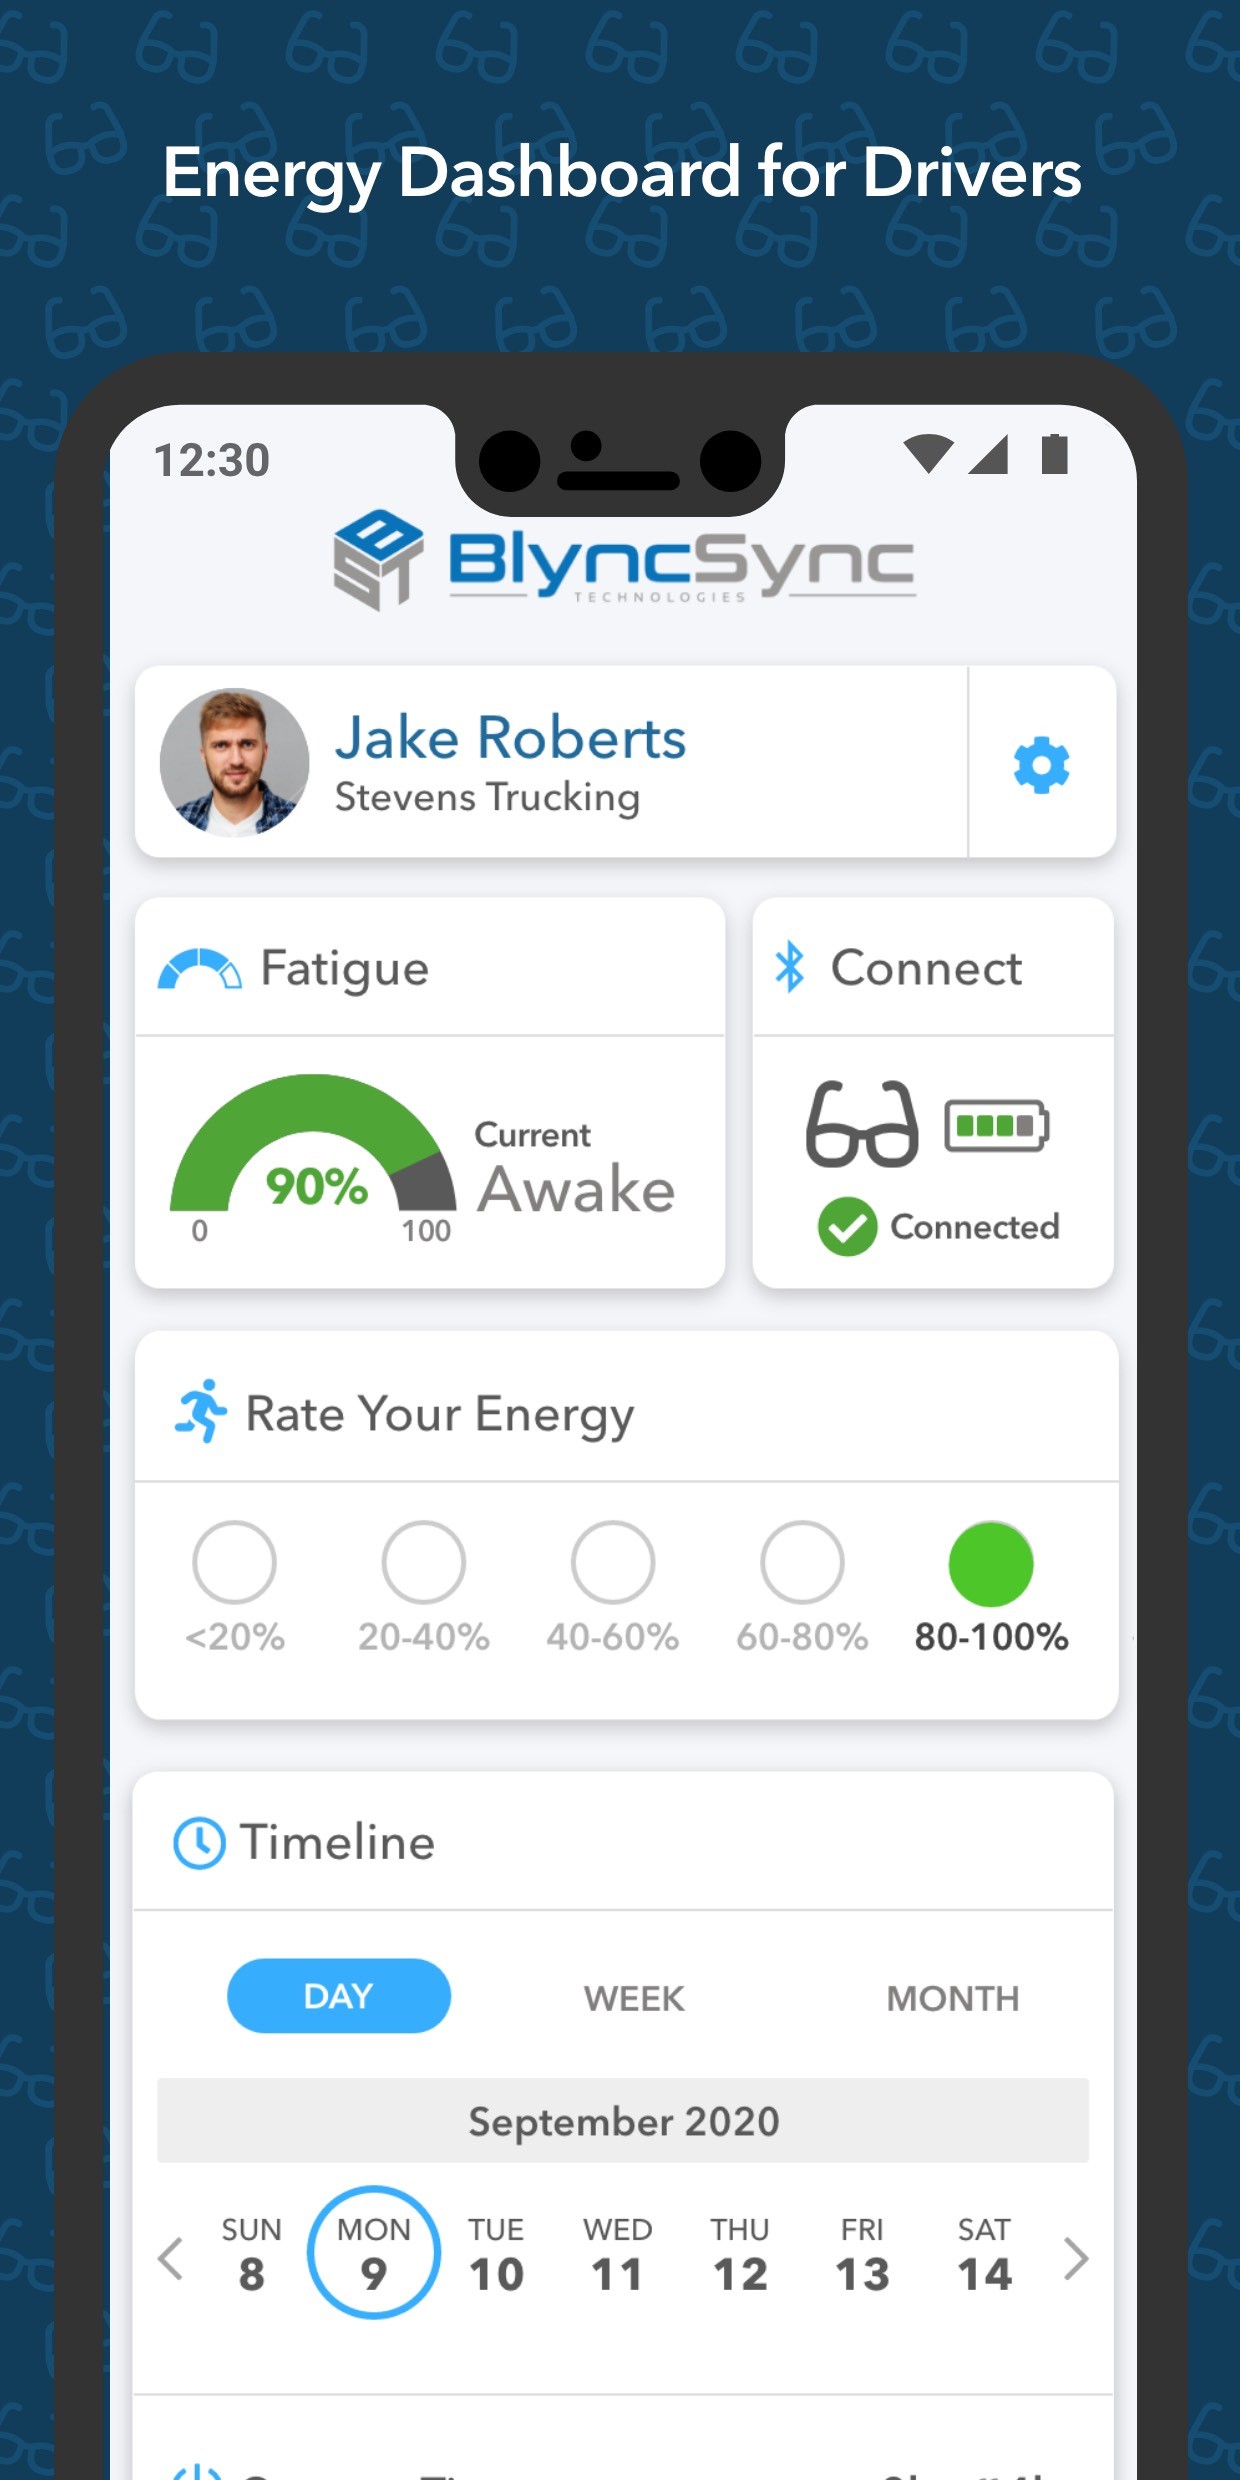 Energy Dashboard for Drivers
12:30
BlyncSync
TECHNOLOGIES
Jake Roberts
Stevens Trucking
Fatigue
Connect
Current
90% Awake
0 100
Connected
Rate Your Energy
<20% 20-40% 40-60% 60-80% 80-100%
Timeline
DAY WEEK MONTH
September 2020
SUN MON TUE WED THU FRI SAT
8 9 10 11 12 13 14